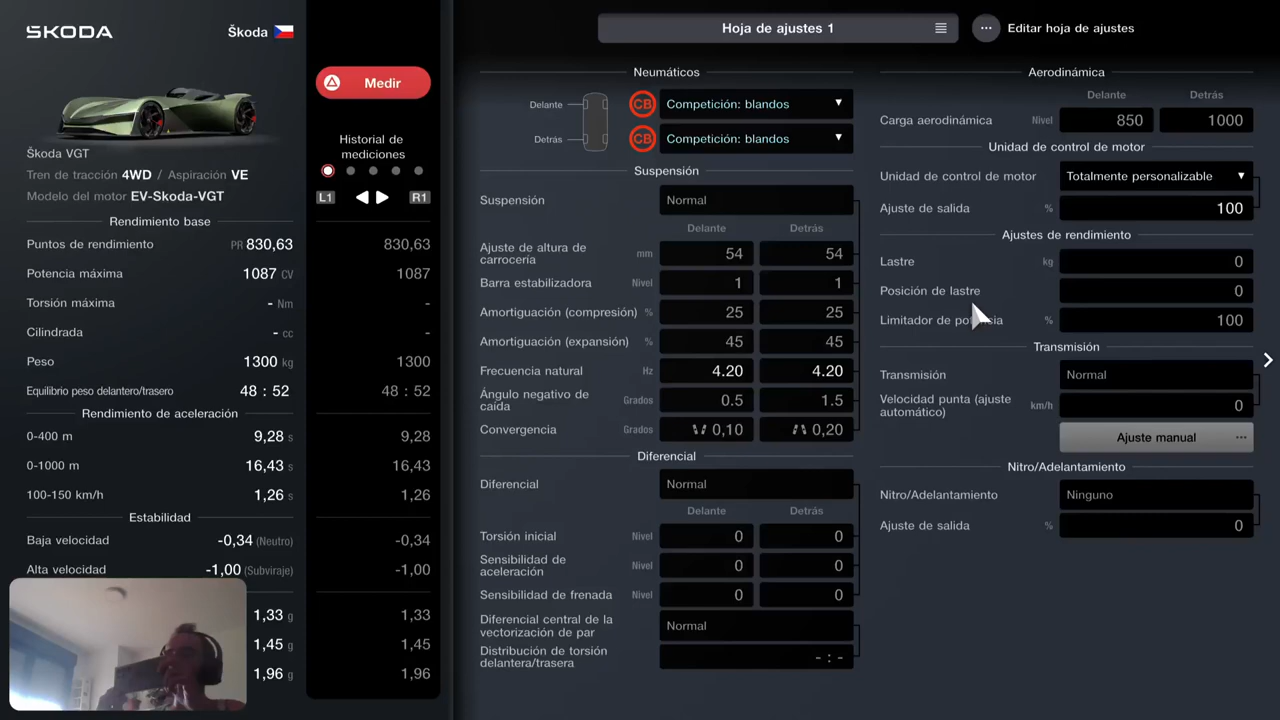 ŠKODA
Škoda
Škoda VGT
Tren de tracción 4WD / Aspiración VE
Modelo del motor EV-Skoda-VGT
Rendimiento base
Puntos de rendimiento PR 830,63
Potencia máxima 1087 CV
Torsión máxima - Nm
Cilindrada - cc
Peso 1300 kg
Equilibrio peso delantero/trasero 48 : 52
Rendimiento de aceleración
0-400 m 9,28 s
0-1000 m 16,43 s
100-150 km/h 1,26 s
Estabilidad
Baja velocidad -0,34 (Neutro)
Alta velocidad -1,00 (Subviraje)
1,33 g
1,45 g
1,96 g
Medir
Historial de
mediciones
L1 R1
830,63
1087
-
-
1300
48 : 52
9,28
16,43
1,26
-0,34
-1,00
1,33
1,45
1,96
Hoja de ajustes 1
Editar hoja de ajustes
Neumáticos
Delante CB Competición: blandos
Detrás CB Competición: blandos
Suspensión
Suspensión Normal
Delante Detrás
Ajuste de altura de
carrocería mm 54 54
Barra estabilizadora Nivel 1 1
Amortiguación (compresión) % 25 25
Amortiguación (expansión) % 45 45
Frecuencia natural Hz 4.20 4.20
Ángulo negativo de
caída Grados 0.5 1.5
Convergencia Grados 0,10 0,20
Diferencial
Diferencial Normal
Delante Detrás
Torsión inicial Nivel 0 0
Sensibilidad de
aceleración Nivel 0 0
Sensibilidad de frenada Nivel 0 0
Diferencial central de la
vectorización de par Normal
Distribución de torsión
delantera/trasera - : -
Aerodinámica
Delante Detrás
Carga aerodinámica Nivel 850 1000
Unidad de control de motor
Unidad de control de motor Totalmente personalizable
Ajuste de salida % 100
Ajustes de rendimiento
Lastre kg 0
Posición de lastre 0
Limitador de potencia % 100
Transmisión
Transmisión Normal
Velocidad punta (ajuste
automático) km/h 0
Ajuste manual
Nitro/Adelantamiento
Nitro/Adelantamiento Ninguno
Ajuste de salida % 0